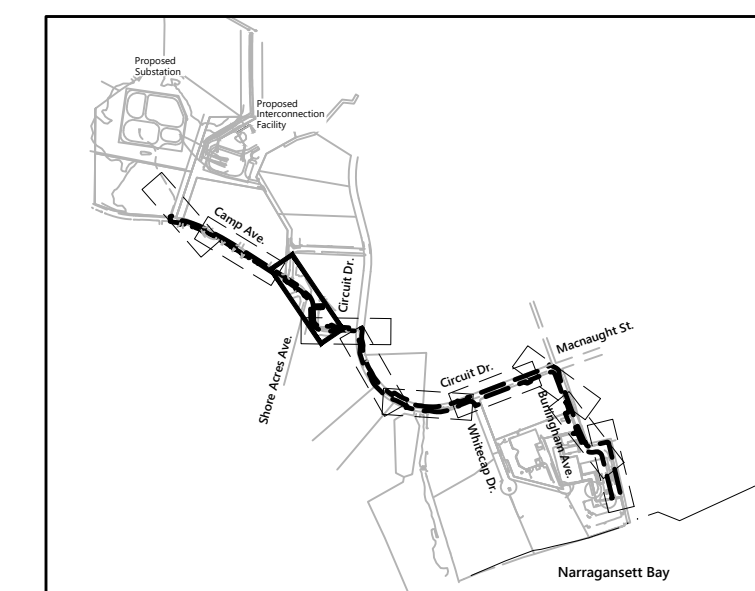 Proposed
Substation
Proposed
Interconnection
Facility
Camp Ave.
Circuit Dr.
Shore Acres Ave.
Macnaught St.
Circuit Dr.
Burlingham Ave.
Whitecap Dr.
Narragansett Bay